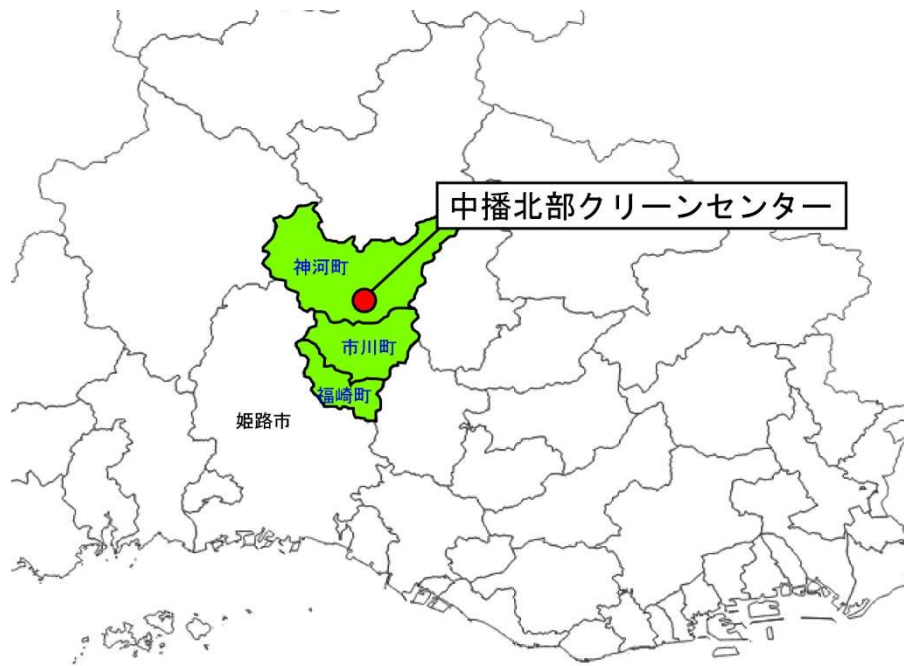 中播北部クリーンセンター
神河町
市川町
福崎町
姫路市